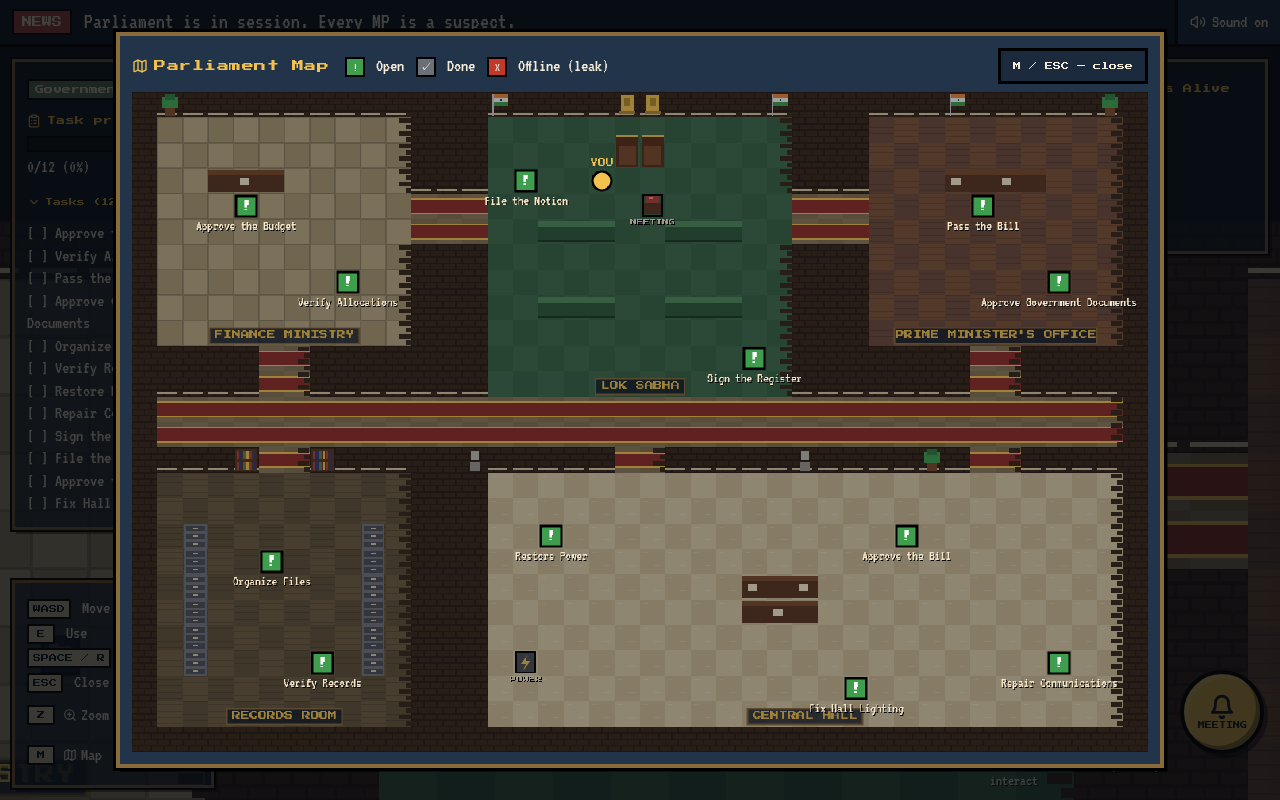 NEWS
Parliament is in session. Every MP is a suspect.
Sound on
Parliament Map
! Open
✓ Done
x Offline (leak)
M / ESC — close
Governmen
s Alive
Task pr
0/12 (0%)
Tasks (12
[ ] Approve
[ ] Verify A
[ ] Pass the
[ ] Approve
Documents
[ ] Organize
[ ] Verify R
[ ] Restore
[ ] Repair C
[ ] Sign the
[ ] File the
[ ] Approve
[ ] Fix Hall
WASD Move
E Use
SPACE / R
ESC Close
Z Zoom
M Map
STRY
YOU
File the Motion
MEETING
Approve the Budget
Pass the Bill
Verify Allocations
Approve Government Documents
FINANCE MINISTRY
PRIME MINISTER'S OFFICE
Sign the Register
LOK SABHA
Restore Power
Approve the Bill
Organize Files
POWER
Verify Records
Repair Communications
Fix Hall Lighting
RECORDS ROOM
CENTRAL HALL
MEETING
interact